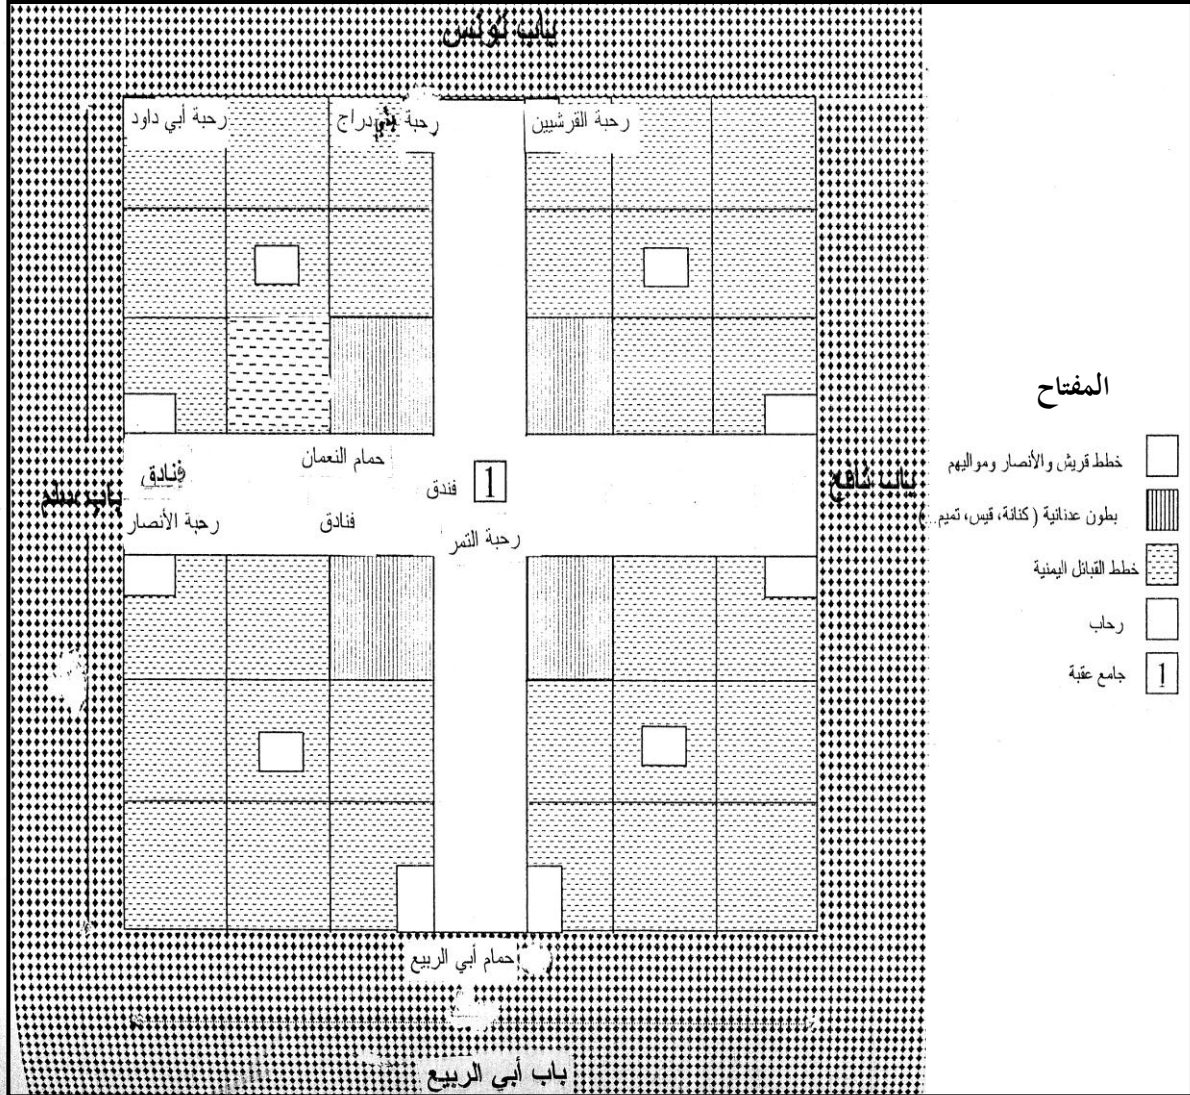 باب تونس
رحبة أبي داود
رحبة بني دراج
رحبة القرشيين
حمام النعمان
فنادق
فندق
1
باب سلم
باب نافع
رحبة الأنصار
فنادق
رحبة التمر
حمام أبي الربيع
باب أبي الربيع
المفتاح
خطط قريش والأنصار ومواليهم
بطون عدنانية ( كنانة، قيس، تميم..)
خطط القبائل اليمنية
رحاب
جامع عقبة
1